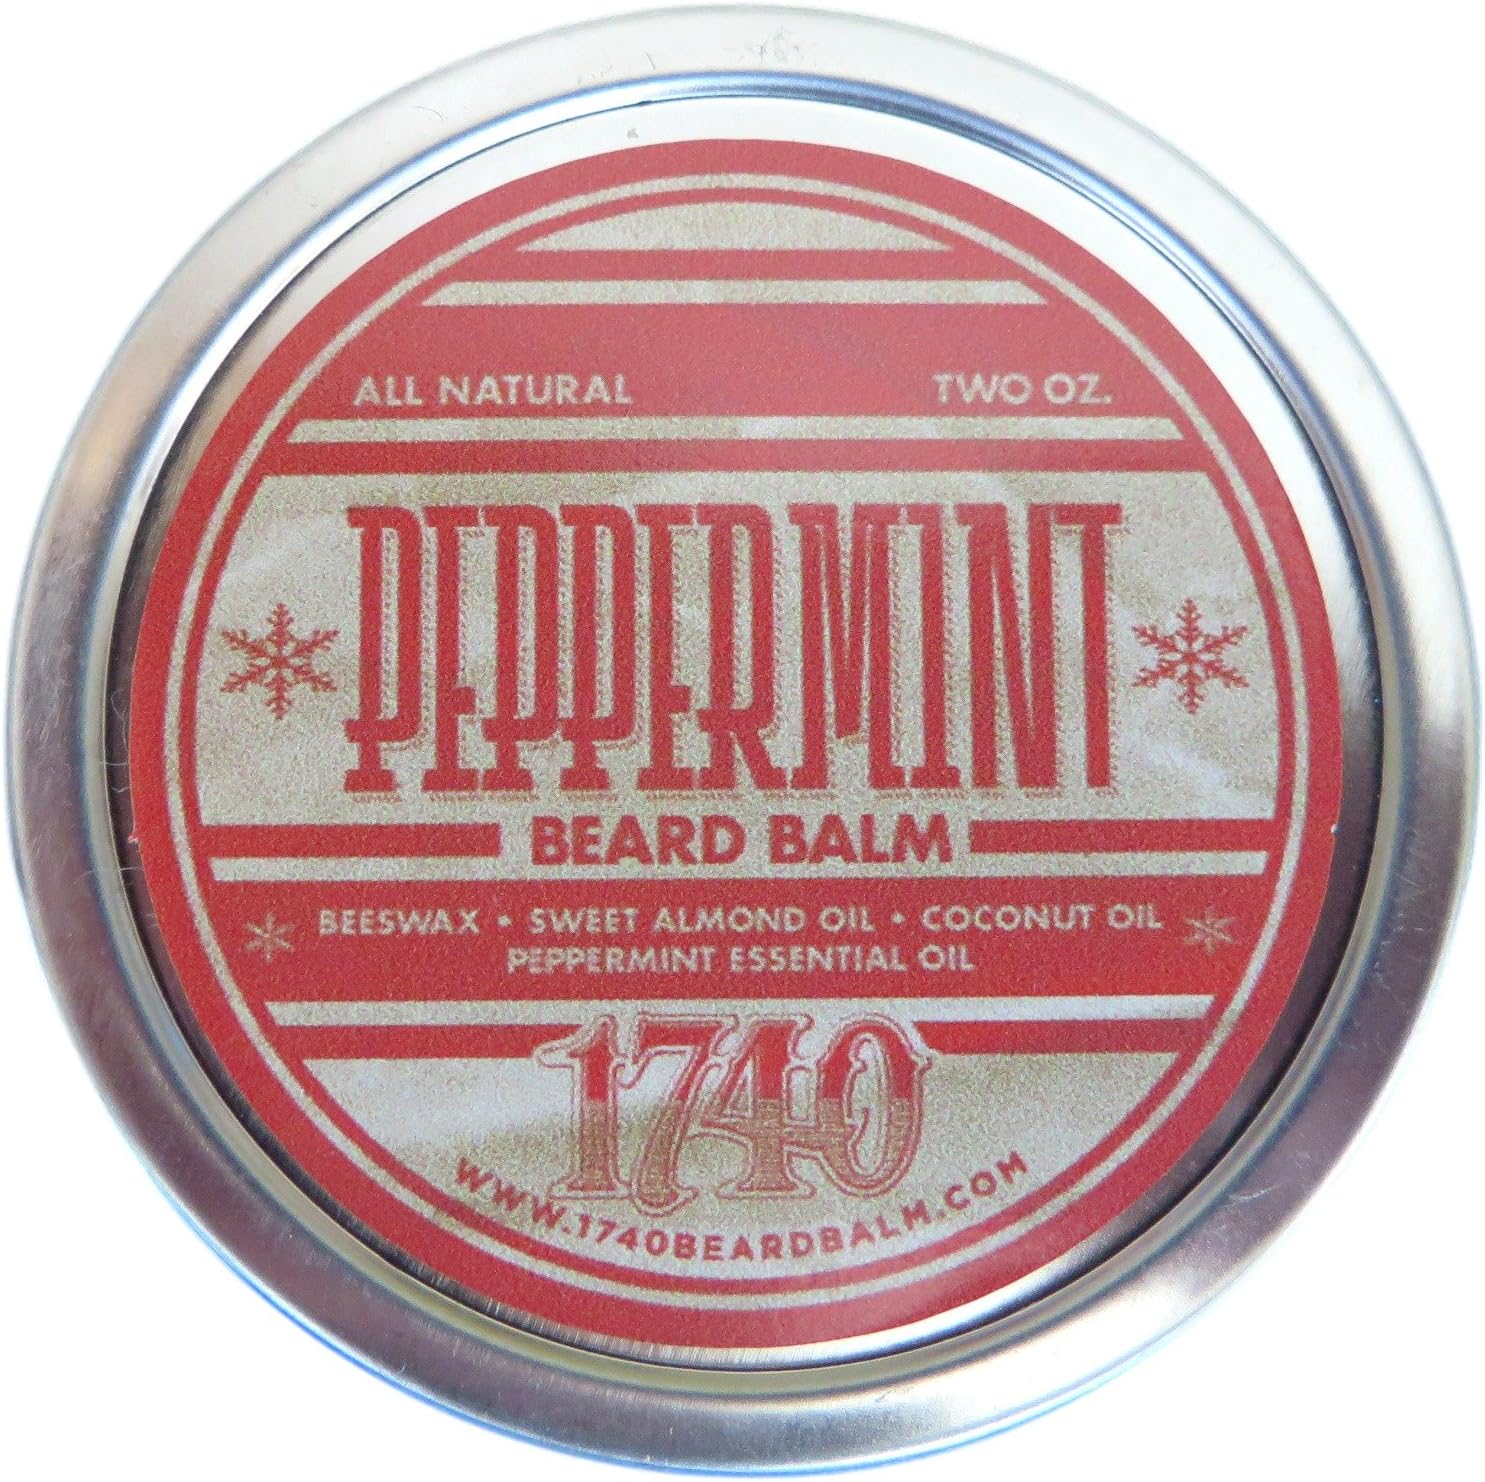 ALL NATURAL TWO OZ.
PEPPERMINT
BEARD BALM
BEESWAX • SWEET ALMOND OIL • COCONUT OIL
PEPPERMINT ESSENTIAL OIL
1740
WWW.1740BEARDBALM.COM